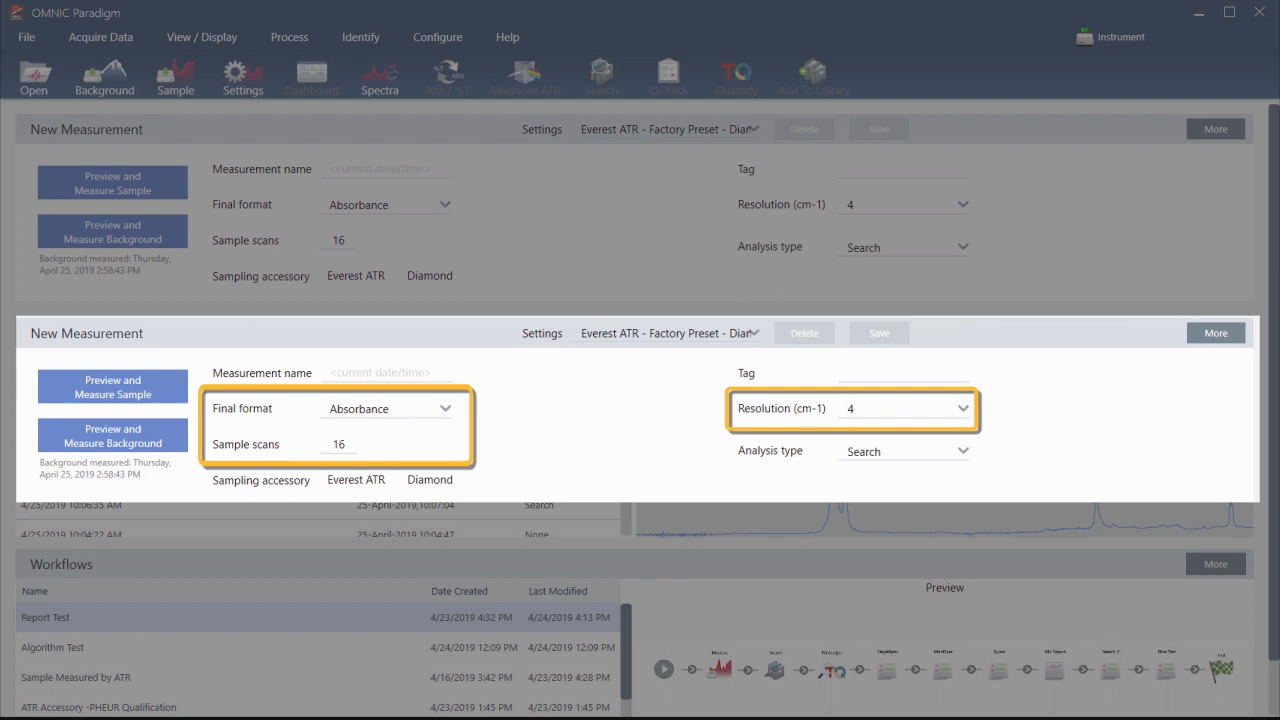 OMNIC Paradigm
File Acquire Data View / Display Process Identify Configure Help Instrument
Open Background Sample Settings Dashboard Spectra Abs / %T Advanced ATR Search QCheck Quantify Add To Library
New Measurement Settings Everest ATR - Factory Preset - Diar Delete Save More
Preview and
Measure Sample
Measurement name <current date/time> Tag
Final format Absorbance Resolution (cm-1) 4
Preview and
Measure Background
Sample scans 16 Analysis type Search
Background measured: Thursday,
April 25, 2019 2:58:43 PM
Sampling accessory Everest ATR Diamond
New Measurement Settings Everest ATR - Factory Preset - Diar Delete Save More
Preview and
Measure Sample
Measurement name <current date/time> Tag
Final format Absorbance Resolution (cm-1) 4
Preview and
Measure Background
Sample scans 16 Analysis type Search
Background measured: Thursday,
April 25, 2019 2:58:43 PM
Sampling accessory Everest ATR Diamond
4/25/2019 10:06:35 AM 25-April-2019,10:07:04 Search
4/25/2019 10:04:22 AM 25-April-2019 10:04:47 None
Workflows More
Name Date Created Last Modified Preview
Report Test 4/23/2019 4:32 PM 4/24/2019 4:13 PM
Algorithm Test 4/24/2019 12:09 PM 4/24/2019 12:09 PM
Sample Measured by ATR 4/16/2019 3:42 PM 4/23/2019 4:28 PM
ATR Accessory -PHEUR Qualification 4/23/2019 1:45 PM 4/23/2019 1:45 PM